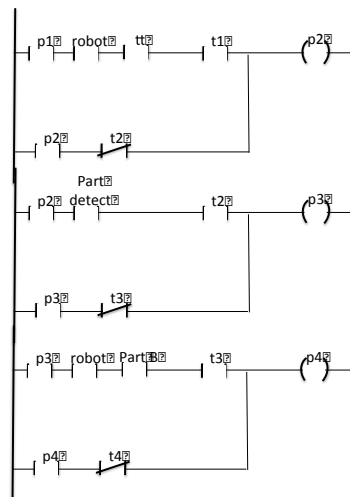 p1 robot tt t1 p2
p2 t2
Part
p2 detect t2 p3
p3 t3
p3 robot Part B t3 p4
p4 t4